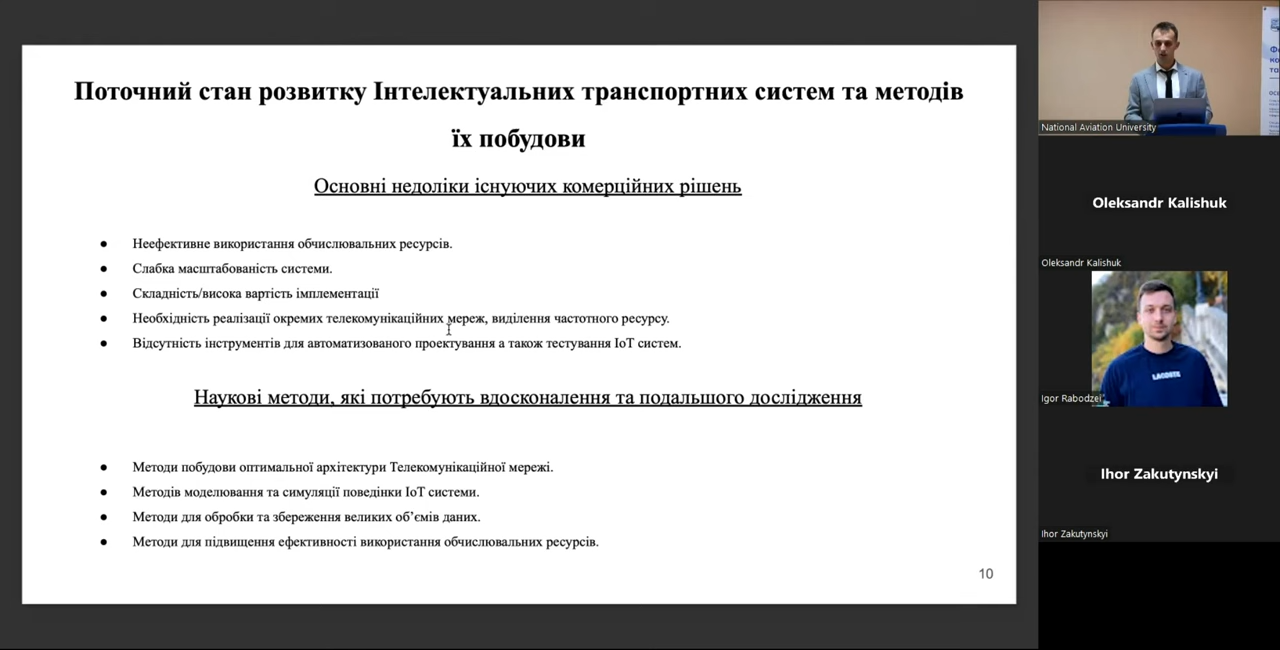 Поточний стан розвитку Інтелектуальних транспортних систем та методів
їх побудови
Основні недоліки існуючих комерційних рішень
● Неефективне використання обчислювальних ресурсів.
● Слабка масштабованість системи.
● Складність/висока вартість імплементації
● Необхідність реалізації окремих телекомунікаційних мереж, виділення частотного ресурсу.
● Відсутність інструментів для автоматизованого проектування а також тестування IoT систем.
Наукові методи, які потребують вдосконалення та подальшого дослідження
● Методи побудови оптимальної архітектури Телекомунікаційної мережі.
● Методів моделювання та симуляції поведінки IoT системи.
● Методи для обробки та збереження великих об’ємів даних.
● Методи для підвищення ефективності використання обчислювальних ресурсів.
10
National Aviation University
Oleksandr Kalishuk
Oleksandr Kalishuk
LACOSTE
Igor Rabodzei
Ihor Zakutynskyi
Ihor Zakutynskyi